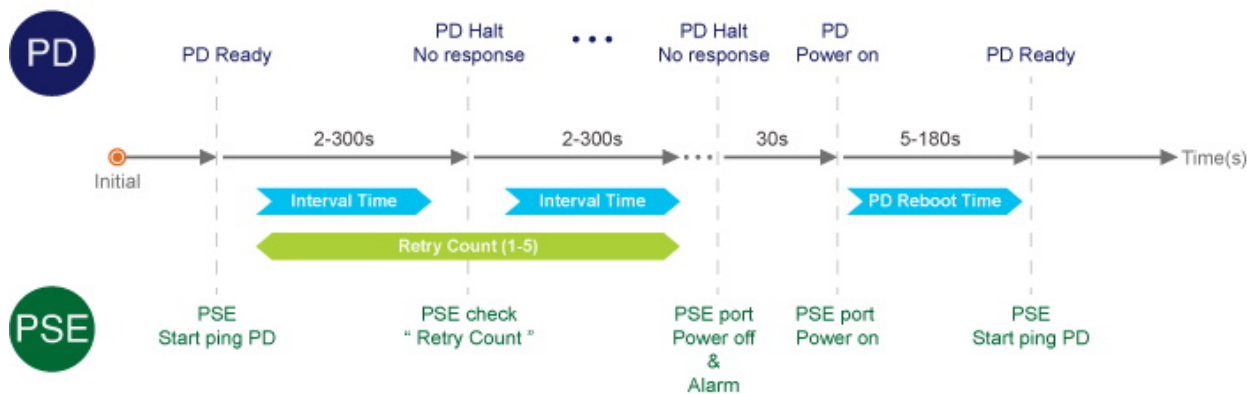 PD
PD Ready
PD Halt
No response
PD Halt
No response
PD
Power on
PD Ready
2-300s
2-300s
30s
5-180s
Time(s)
Initial
Interval Time
Interval Time
PD Reboot Time
Retry Count (1-5)
PSE
PSE
Start ping PD
PSE check
“ Retry Count ”
PSE port
Power off
&
Alarm
PSE port
Power on
PSE
Start ping PD